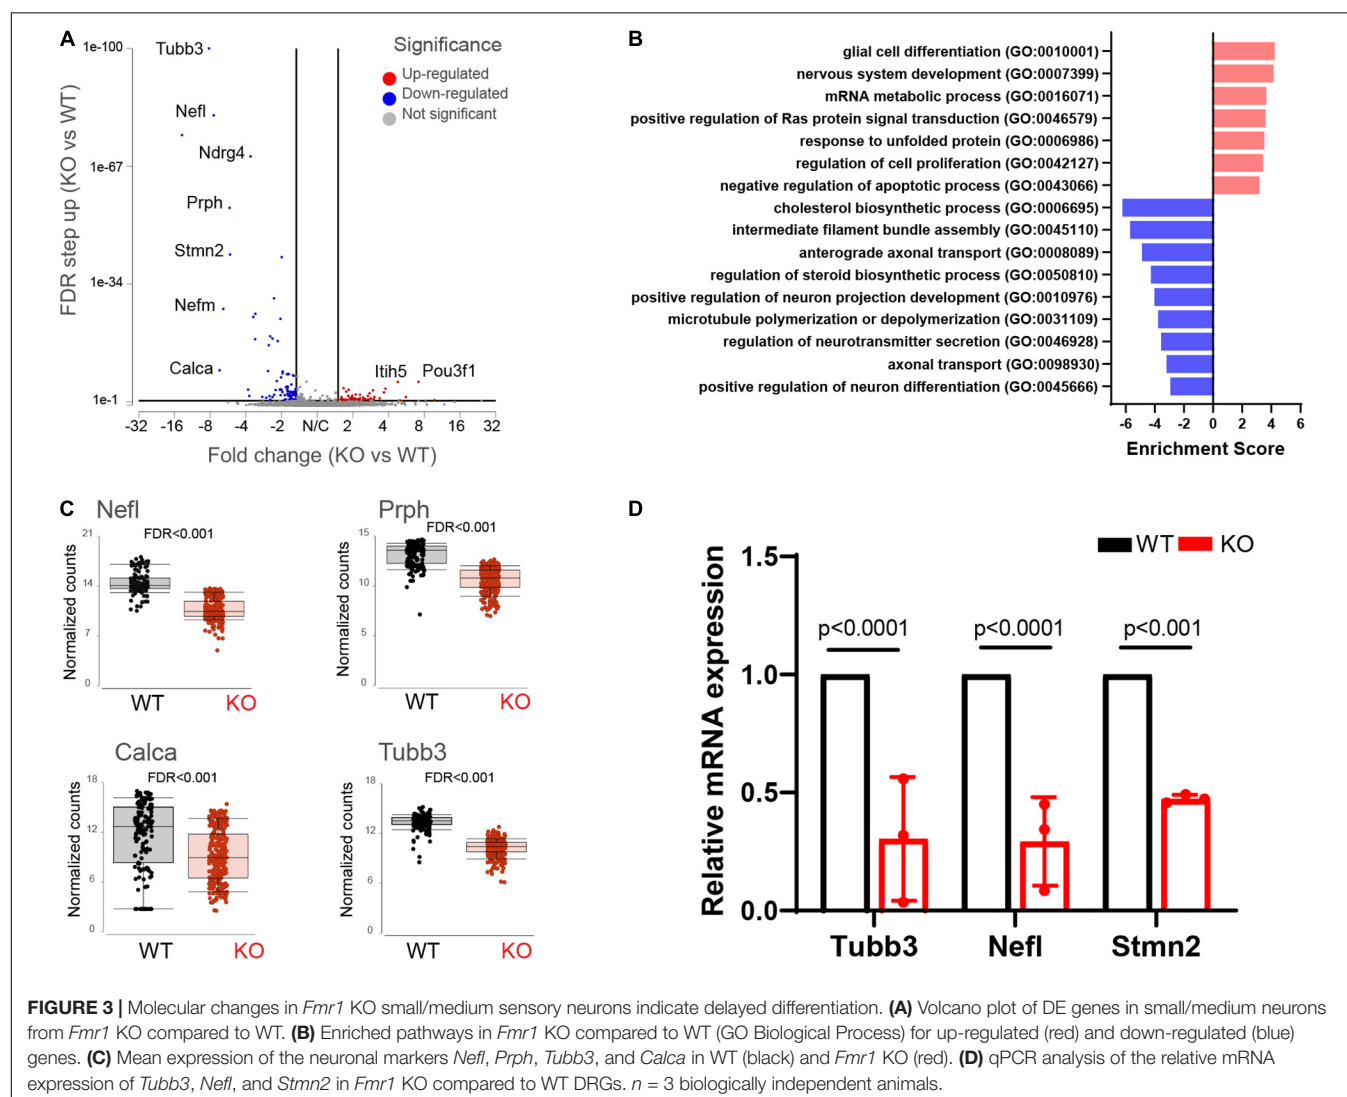 A
Significance
Up-regulated
Down-regulated
Not significant
FDR step up (KO vs WT)
1e-100
1e-67
1e-34
1e-1
Tubb3
Nefl
Ndrg4
Prph
Stmn2
Nefm
Calca
Itih5 Pou3f1
-32 -16 -8 -4 -2 N/C 2 4 8 16 32
Fold change (KO vs WT)
B
glial cell differentiation (GO:0010001)
nervous system development (GO:0007399)
mRNA metabolic process (GO:0016071)
positive regulation of Ras protein signal transduction (GO:0046579)
response to unfolded protein (GO:0006986)
regulation of cell proliferation (GO:0042127)
negative regulation of apoptotic process (GO:0043066)
cholesterol biosynthetic process (GO:0006695)
intermediate filament bundle assembly (GO:0045110)
anterograde axonal transport (GO:0008089)
regulation of steroid biosynthetic process (GO:0050810)
positive regulation of neuron projection development (GO:0010976)
microtubule polymerization or depolymerization (GO:0031109)
regulation of neurotransmitter secretion (GO:0046928)
axonal transport (GO:0098930)
positive regulation of neuron differentiation (GO:0045666)
-6 -4 -2 0 2 4 6
Enrichment Score
C
Nefl
FDR<0.001
Normalized counts
21
14
7
0
WT KO
Prph
FDR<0.001
Normalized counts
15
10
5
0
WT KO
Calca
FDR<0.001
Normalized counts
18
12
6
0
WT KO
Tubb3
FDR<0.001
Normalized counts
18
12
6
0
WT KO
D
WT KO
Relative mRNA expression
1.5
1.0
0.5
0.0
p<0.0001 p<0.0001 p<0.001
Tubb3 Nefl Stmn2
FIGURE 3 | Molecular changes in Fmr1 KO small/medium sensory neurons indicate delayed differentiation. (A) Volcano plot of DE genes in small/medium neurons
from Fmr1 KO compared to WT. (B) Enriched pathways in Fmr1 KO compared to WT (GO Biological Process) for up-regulated (red) and down-regulated (blue)
genes. (C) Mean expression of the neuronal markers Nefl, Prph, Tubb3, and Calca in WT (black) and Fmr1 KO (red). (D) qPCR analysis of the relative mRNA
expression of Tubb3, Nefl, and Stmn2 in Fmr1 KO compared to WT DRGs. n = 3 biologically independent animals.